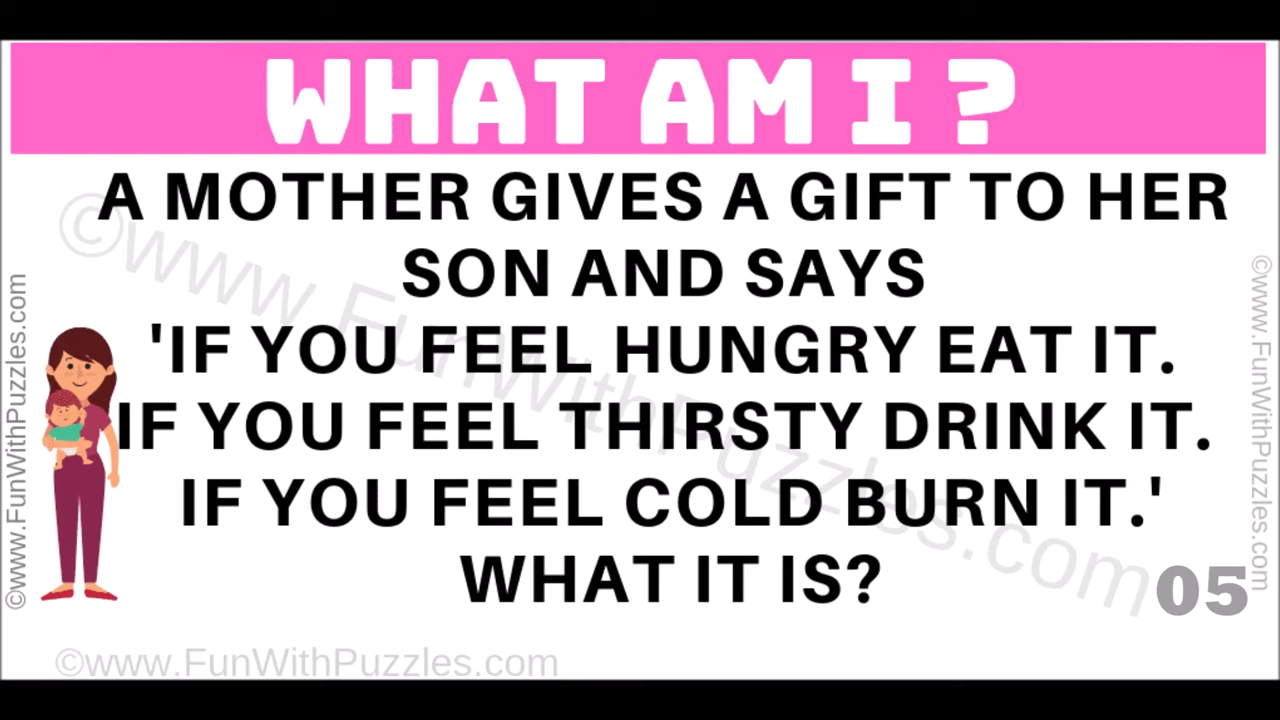 WHAT AM I ?
A MOTHER GIVES A GIFT TO HER
SON AND SAYS
'IF YOU FEEL HUNGRY EAT IT.
IF YOU FEEL THIRSTY DRINK IT.
IF YOU FEEL COLD BURN IT.'
WHAT IT IS?
05
©www.FunWithPuzzles.com
©www.FunWithPuzzles.com
©www.FunWithPuzzles.com
©www.FunWithPuzzles.com